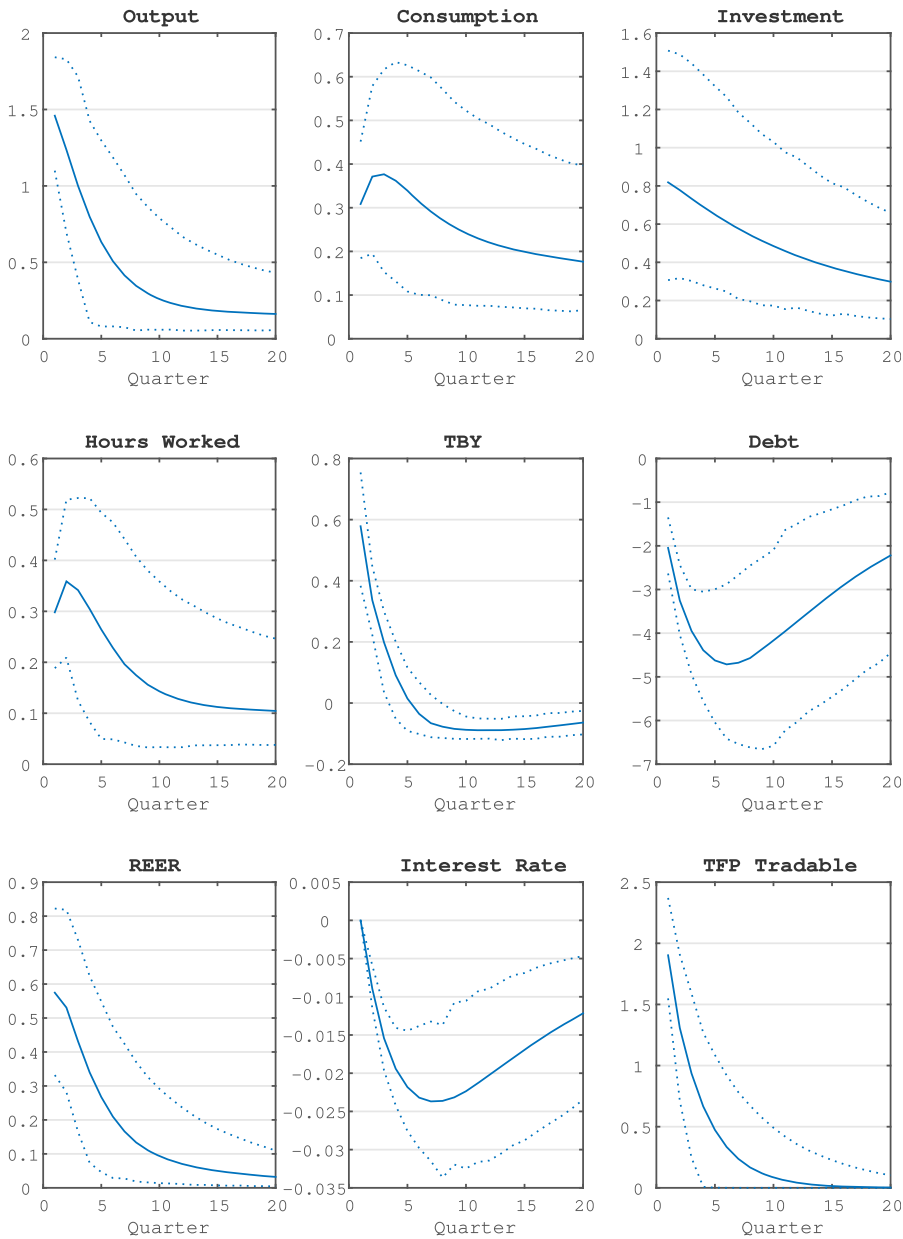 Output Consumption Investment
2 0.7 1.6
1.4
0.6
1.5 1.2
0.5
1
0.4
1 0.8
0.3
0.6
0.2
0.5 0.4
0.1 0.2
0 0 0
0 5 10 15 20 0 5 10 15 20 0 5 10 15 20
Quarter Quarter Quarter
Hours Worked TBY Debt
0.6 0.8 0
0.5 0.6 −1
−2
0.4
0.4
−3
0.3
0.2
−4
0.2
0 −5
0.1
−6
0 −0.2 −7
0 5 10 15 20 0 5 10 15 20 0 5 10 15 20
Quarter Quarter Quarter
REER Interest Rate TFP Tradable
0.9 0.005 2.5
0.8 0
0.7 −0.005 2
0.6
−0.01
0.5 1.5
−0.015
0.4
−0.02 1
0.3
−0.025
0.2 0.5
0.1 −0.03
0 −0.035 0
0 5 10 15 20 0 5 10 15 20 0 5 10 15 20
Quarter Quarter Quarter